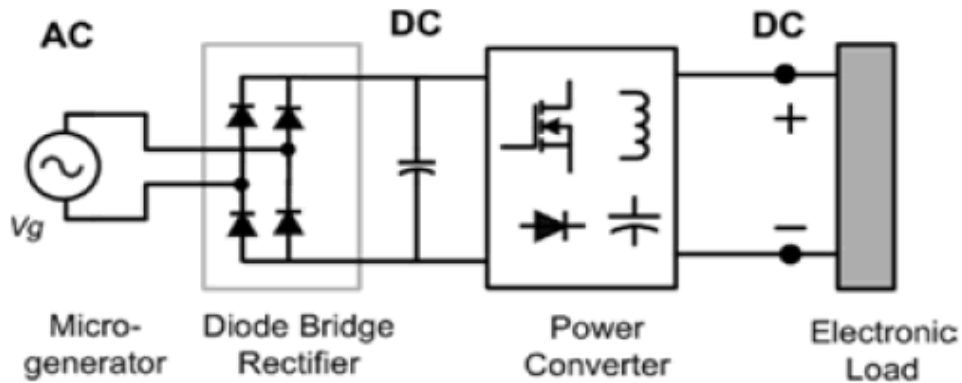 AC
DC
DC
+
−
Vg
Micro-
generator
Diode Bridge
Rectifier
Power
Converter
Electronic
Load